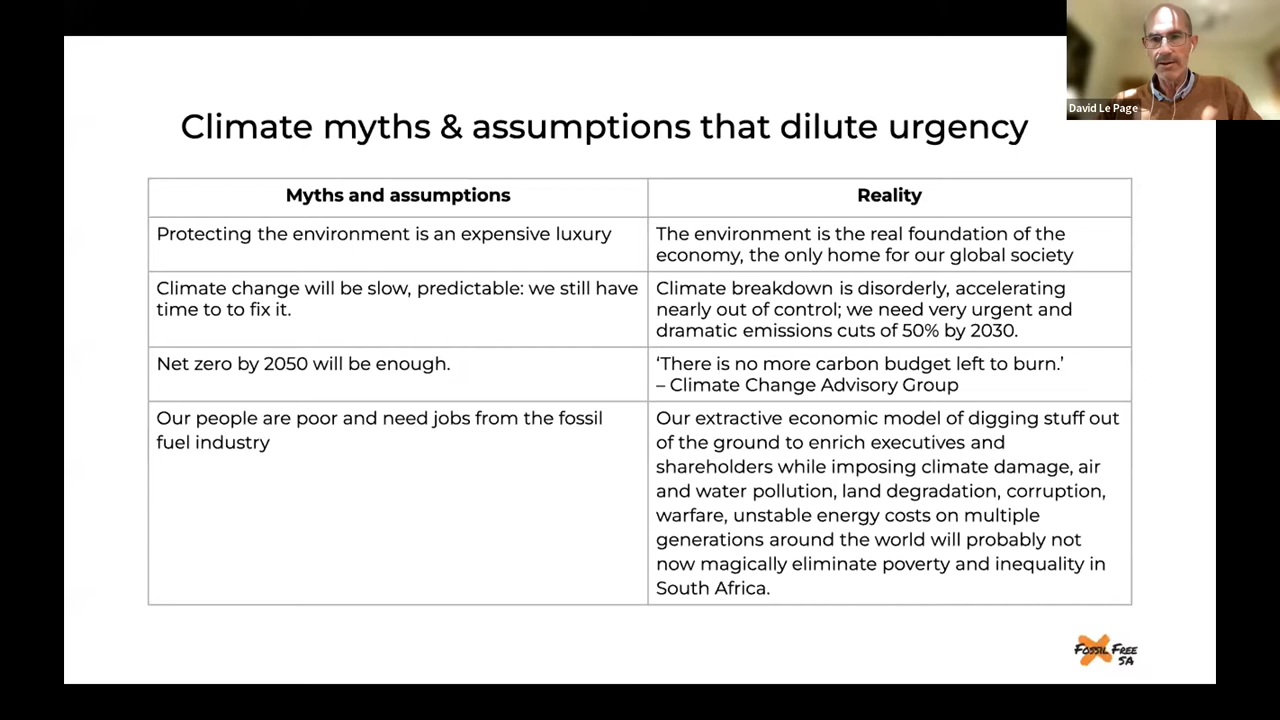 David Le Page
Climate myths & assumptions that dilute urgency
Myths and assumptions
Reality
Protecting the environment is an expensive luxury
The environment is the real foundation of the
economy, the only home for our global society
Climate change will be slow, predictable: we still have
time to to fix it.
Climate breakdown is disorderly, accelerating
nearly out of control; we need very urgent and
dramatic emissions cuts of 50% by 2030.
Net zero by 2050 will be enough.
‘There is no more carbon budget left to burn.’
– Climate Change Advisory Group
Our people are poor and need jobs from the fossil
fuel industry
Our extractive economic model of digging stuff out
of the ground to enrich executives and
shareholders while imposing climate damage, air
and water pollution, land degradation, corruption,
warfare, unstable energy costs on multiple
generations around the world will probably not
now magically eliminate poverty and inequality in
South Africa.
FOSSIL FREE
SA